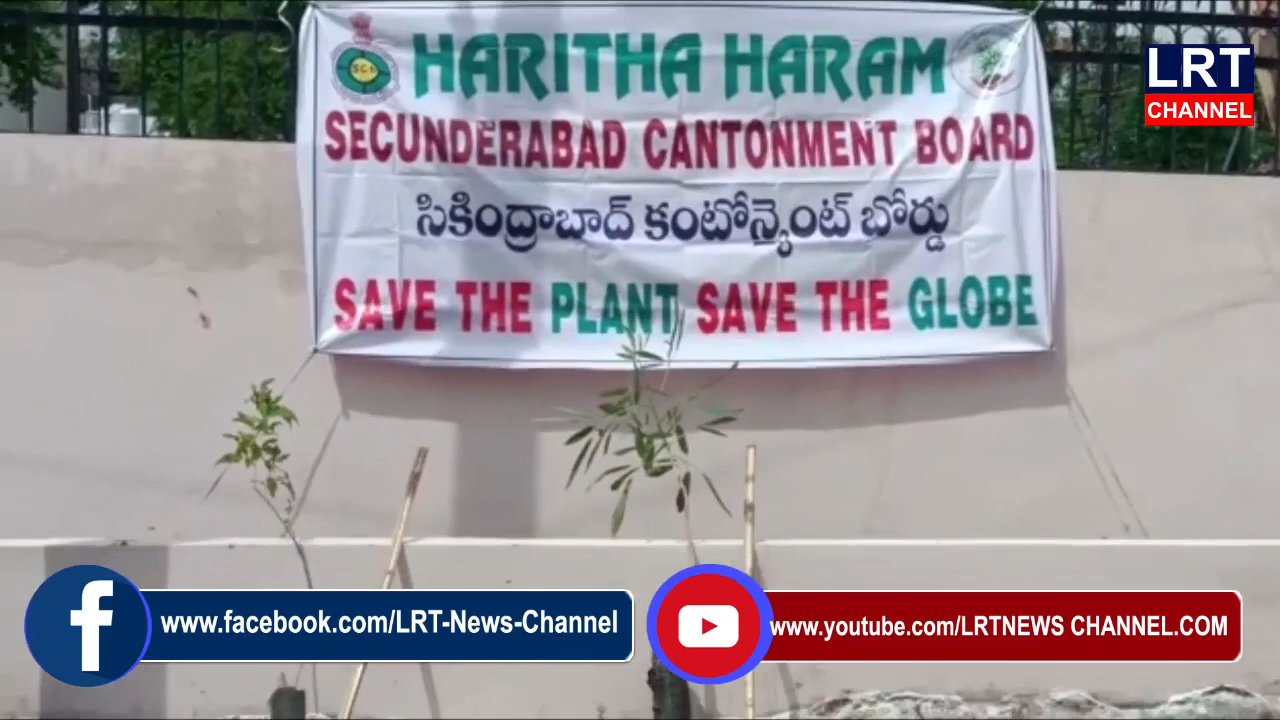 HARITHA HARAM
SECUNDERABAD CANTONMENT BOARD
సికింద్రాబాద్ కంటోన్మెంట్ బోర్డు
SAVE THE PLANT SAVE THE GLOBE
LRT
CHANNEL
www.facebook.com/LRT-News-Channel
www.youtube.com/LRTNEWS CHANNEL.COM